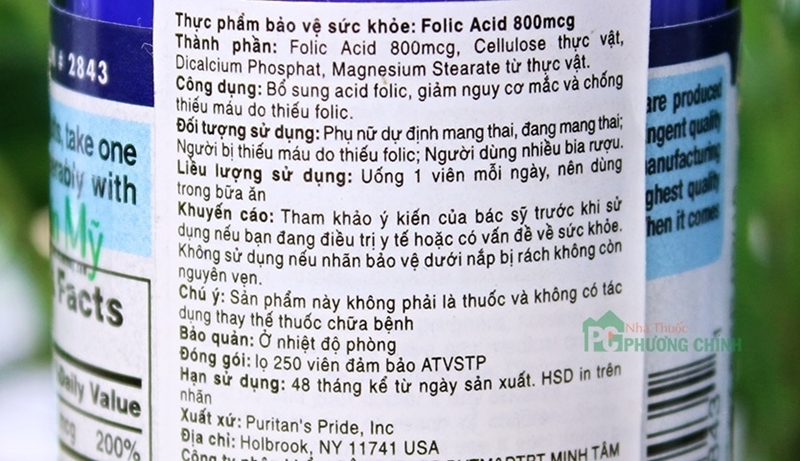 Thực phẩm bảo vệ sức khỏe: Folic Acid 800mcg
Thành phần: Folic Acid 800mcg, Cellulose thực vật,
Dicalcium Phosphat, Magnesium Stearate từ thực vật.
Công dụng: Bổ sung acid folic, giảm nguy cơ mắc và chống
thiếu máu do thiếu folic.
Đối tượng sử dụng: Phụ nữ dự định mang thai, đang mang thai;
Người bị thiếu máu do thiếu folic; Người dùng nhiều bia rượu.
Liều lượng sử dụng: Uống 1 viên mỗi ngày, nên dùng
trong bữa ăn
Khuyến cáo: Tham khảo ý kiến của bác sỹ trước khi sử
dụng nếu bạn đang điều trị y tế hoặc có vấn đề về sức khỏe.
Không sử dụng nếu nhãn bảo vệ dưới nắp bị rách không còn
nguyên vẹn.
Chú ý: Sản phẩm này không phải là thuốc và không có tác
dụng thay thế thuốc chữa bệnh
Bảo quản: Ở nhiệt độ phòng
Đóng gói: lọ 250 viên đảm bảo ATVSTP
Hạn sử dụng: 48 tháng kể từ ngày sản xuất. HSD in trên
nhãn
Xuất xứ: Puritan's Pride, Inc
Địa chỉ: Holbrook, NY 11741 USA
MINH TÂM
# 2843
take one
with
Mỹ
Facts
Daily Value
200%
are produced
quality
manufacturing
quality
it comes
Nhà Thuốc
PHƯƠNG CHÍNH